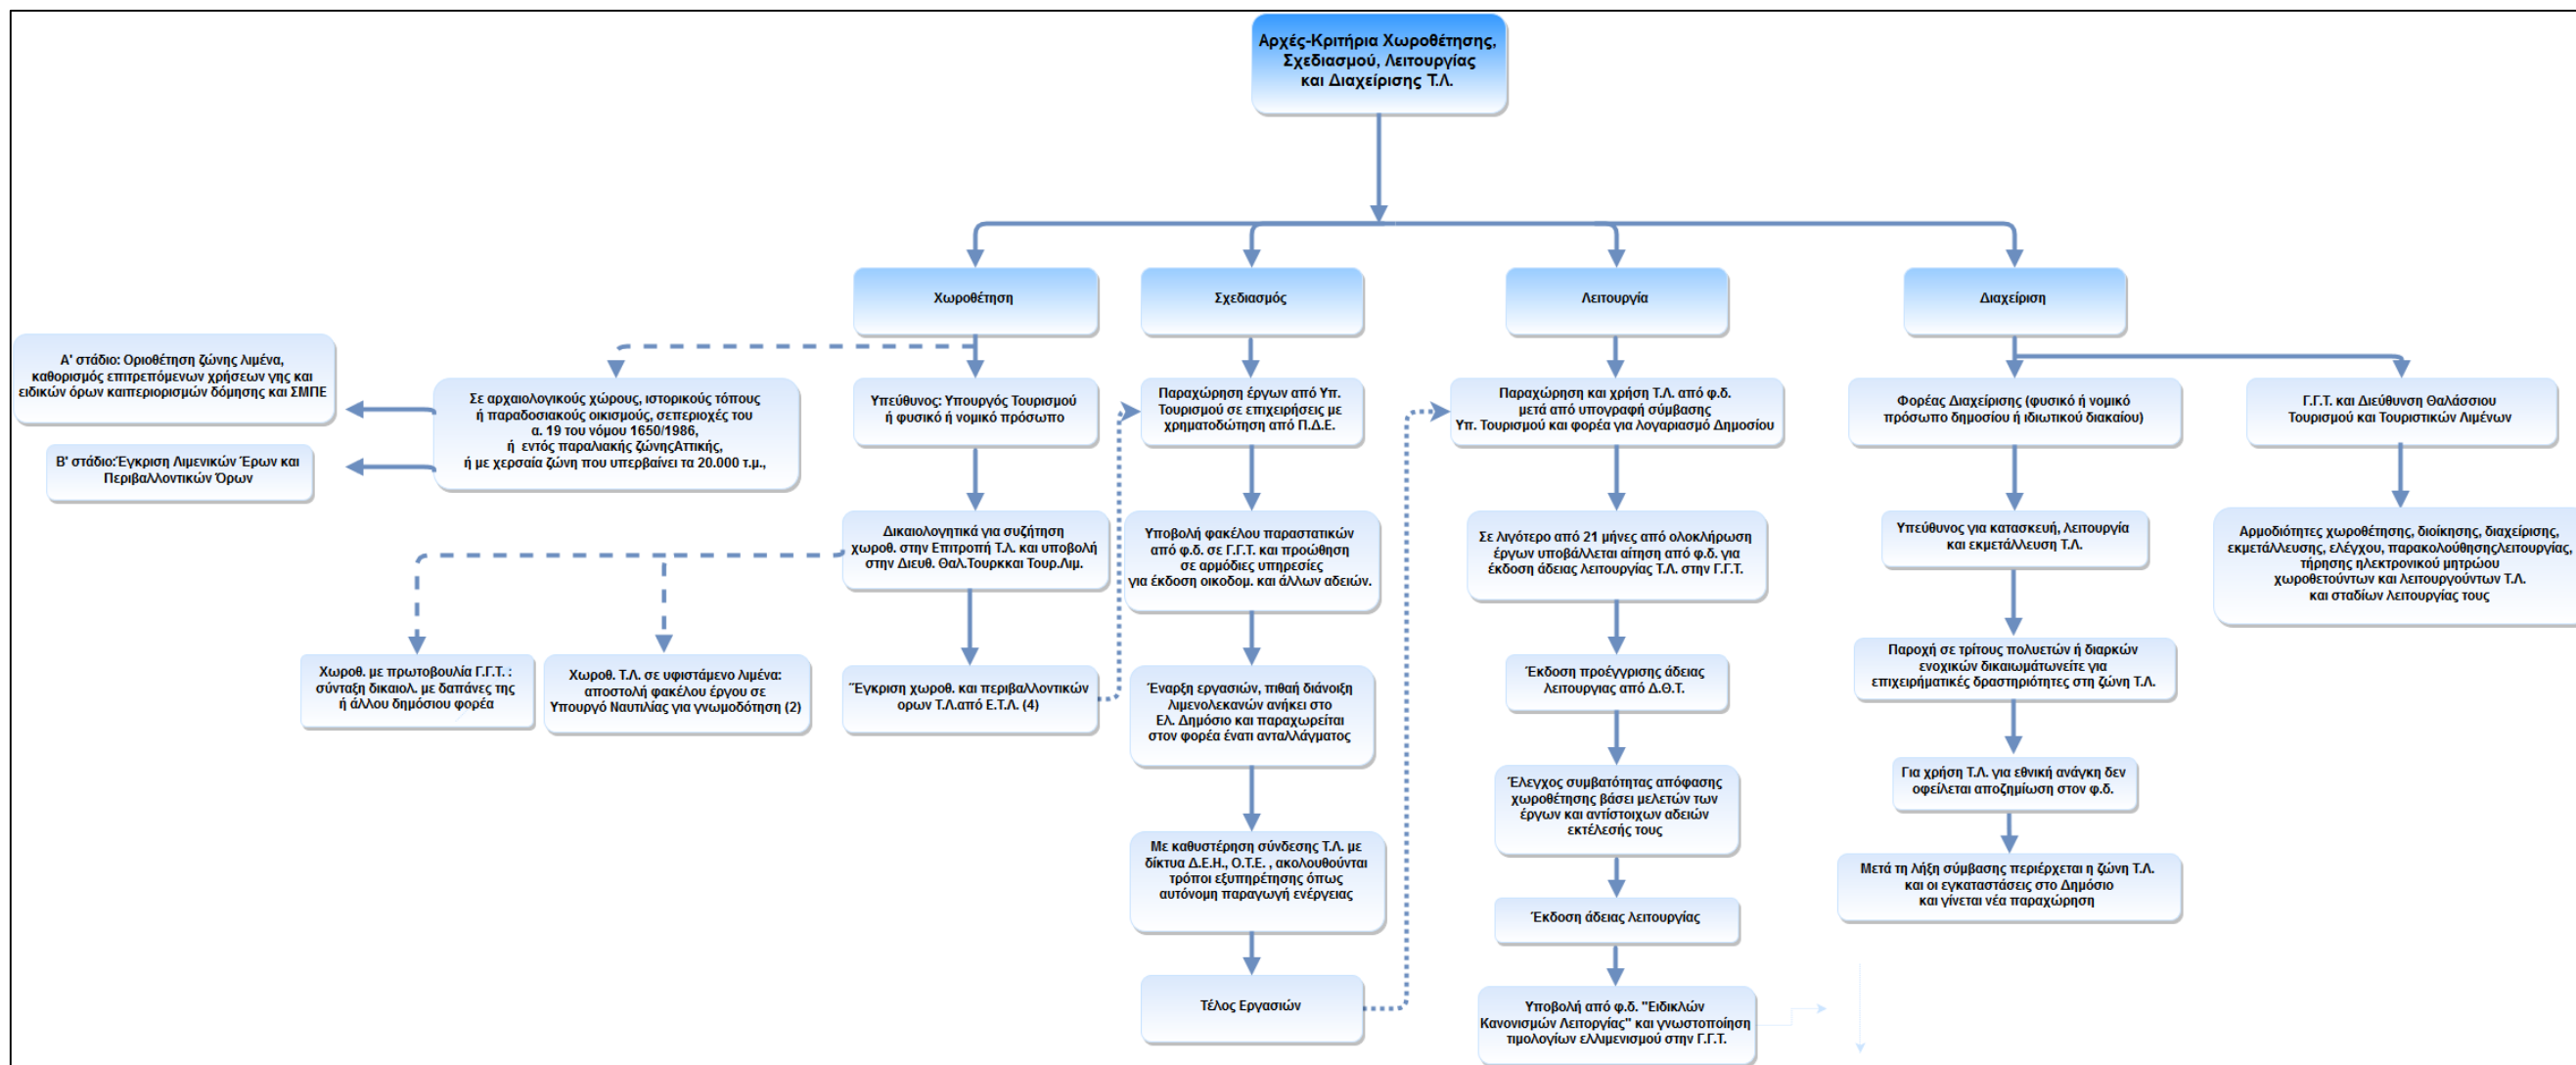 Αρχές-Κριτήρια Χωροθέτησης,
Σχεδιασμού, Λειτουργίας
και Διαχείρισης Τ.Λ.
Χωροθέτηση
Σχεδιασμός
Λειτουργία
Διαχείριση
Α' στάδιο: Οριοθέτηση ζώνης λιμένα,
καθορισμός επιτρεπόμενων χρήσεων γης και
ειδικών όρων καιπεριορισμών δόμησης και ΣΜΠΕ
Β' στάδιο:Έγκριση Λιμενικών Έρων και
Περιβαλλοντικών Όρων
Σε αρχαιολογικούς χώρους, ιστορικούς τόπους
ή παραδοσιακούς οικισμούς, σεπεριοχές του
α. 19 του νόμου 1650/1986,
ή εντός παραλιακής ζώνηςΑττικής,
ή με χερσαία ζώνη που υπερβαίνει τα 20.000 τ.μ.,
Υπεύθυνος: Υπουργός Τουρισμού
ή φυσικό ή νομικό πρόσωπο
Δικαιολογητικά για συζήτηση
χωροθ. στην Επιτροπή Τ.Λ. και υποβολή
στην Διευθ. Θαλ.Τουρκκαι Τουρ.Λιμ.
Χωροθ. με πρωτοβουλία Γ.Γ.Τ. :
σύνταξη δικαιολ. με δαπάνες της
ή άλλου δημόσιου φορέα
Χωροθ. Τ.Λ. σε υφιστάμενο λιμένα:
αποστολή φακέλου έργου σε
Υπουργό Ναυτιλίας για γνωμοδότηση (2)
Έγκριση χωροθ. και περιβαλλοντικών
ορων Τ.Λ.από Ε.Τ.Λ. (4)
Παραχώρηση έργων από Υπ.
Τουρισμού σε επιχειρήσεις με
χρηματοδώτηση από Π.Δ.Ε.
Υποβολή φακέλου παραστατικών
από φ.δ. σε Γ.Γ.Τ. και προώθηση
σε αρμόδιες υπηρεσίες
για έκδοση οικοδομ. και άλλων αδειών.
Έναρξη εργασιών, πιθαή διάνοιξη
λιμενολεκανών ανήκει στο
Ελ. Δημόσιο και παραχωρείται
στον φορέα ένατι ανταλλάγματος
Με καθυστέρηση σύνδεσης Τ.Λ. με
δίκτυα Δ.Ε.Η., Ο.Τ.Ε. , ακολουθούνται
τρόποι εξυπηρέτησης όπως
αυτόνομη παραγωγή ενέργειας
Τέλος Εργασιών
Παραχώρηση και χρήση Τ.Λ. από φ.δ.
μετά από υπογραφή σύμβασης
Υπ. Τουρισμού και φορέα για λογαριασμό Δημοσίου
Σε λιγότερο από 21 μήνες από ολοκλήρωση
έργων υποβάλλεται αίτηση από φ.δ. για
έκδοση άδειας λειτουργίας Τ.Λ. στην Γ.Γ.Τ.
Έκδοση προέγγρισης άδειας
λειτουργιας από Δ.Θ.Τ.
Έλεγχος συμβατότητας απόφασης
χωροθέτησης βάσει μελετών των
έργων και αντίστοιχων αδειών
εκτέλεσής τους
Έκδοση άδειας λειτουργίας
Υποβολή από φ.δ. "Ειδικλών
Κανονισμών Λειτοργίας" και γνωστοποίηση
τιμολογίων ελλιμενισμού στην Γ.Γ.Τ.
Φορέας Διαχείρισης (φυσικό ή νομικό
πρόσωπο δημοσίου ή ιδιωτικού διακαίου)
Υπεύθυνος για κατασκευή, λειτουργία
και εκμετάλλευση Τ.Λ.
Παροχή σε τρίτους πολυετών ή διαρκών
ενοχικών δικαιωμάτωνείτε για
επιχειρήματικές δραστηριότητες στη ζώνη Τ.Λ.
Για χρήση Τ.Λ. για εθνική ανάγκη δεν
οφείλεται αποζημίωση στον φ.δ.
Μετά τη λήξη σύμβασης περιέρχεται η ζώνη Τ.Λ.
και οι εγκαταστάσεις στο Δημόσιο
και γίνεται νέα παραχώρηση
Γ.Γ.Τ. και Διεύθυνση Θαλάσσιου
Τουρισμού και Τουριστικών Λιμένων
Αρμοδιότητες χωροθέτησης, διοίκησης, διαχείρισης,
εκμετάλλευσης, ελέγχου, παρακολούθησηςλειτουργίας,
τήρησης ηλεκτρονικού μητρώου
χωροθετούντων και λειτουργούντων Τ.Λ.
και σταδίων λειτουργίας τους